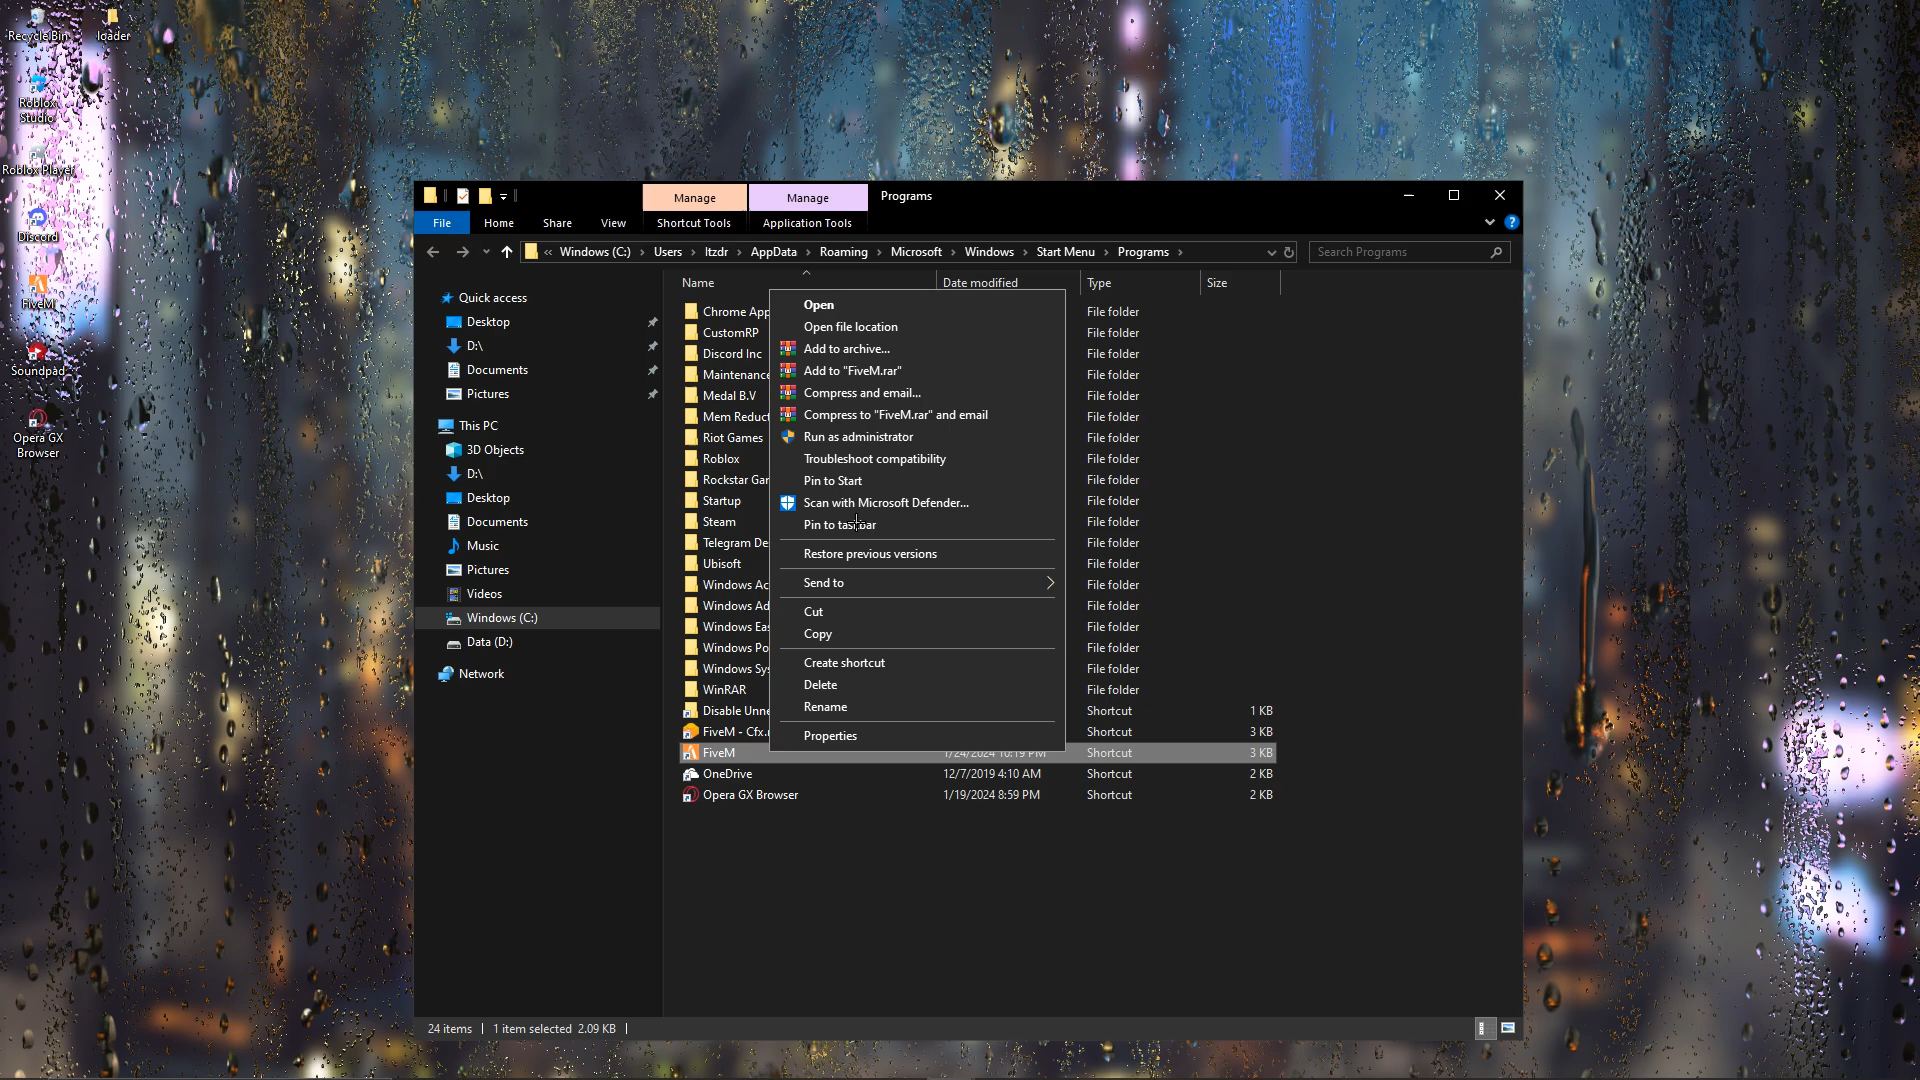 Recycle Bin
loader
Roblox
Studio
Roblox Player
Discord
FiveM
Soundpad
Opera GX
Browser
Manage
Manage
Programs
File
Home
Share
View
Shortcut Tools
Application Tools
?
« Windows (C:) › Users › ltzdr › AppData › Roaming › Microsoft › Windows › Start Menu › Programs ›
Search Programs
Quick access
Desktop
D:\
Documents
Pictures
This PC
3D Objects
D:\
Desktop
Documents
Music
Pictures
Videos
Windows (C:)
Data (D:)
Network
Name
Date modified
Type
Size
Chrome App
File folder
CustomRP
File folder
Discord Inc
File folder
Maintenance
File folder
Medal B.V
File folder
Mem Reduct
File folder
Riot Games
File folder
Roblox
File folder
Rockstar Gar
File folder
Startup
File folder
Steam
File folder
Telegram De
File folder
Ubisoft
File folder
Windows Ac
File folder
Windows Ad
File folder
Windows Eas
File folder
Windows Po
File folder
Windows Sys
File folder
WinRAR
File folder
Disable Unne
Shortcut
1 KB
FiveM - Cfx.r
Shortcut
3 KB
FiveM
1/24/2024 10:19 PM
Shortcut
3 KB
OneDrive
12/7/2019 4:10 AM
Shortcut
2 KB
Opera GX Browser
1/19/2024 8:59 PM
Shortcut
2 KB
Open
Open file location
Add to archive...
Add to "FiveM.rar"
Compress and email...
Compress to "FiveM.rar" and email
Run as administrator
Troubleshoot compatibility
Pin to Start
Scan with Microsoft Defender...
Pin to taskbar
Restore previous versions
Send to
Cut
Copy
Create shortcut
Delete
Rename
Properties
24 items
1 item selected 2.09 KB